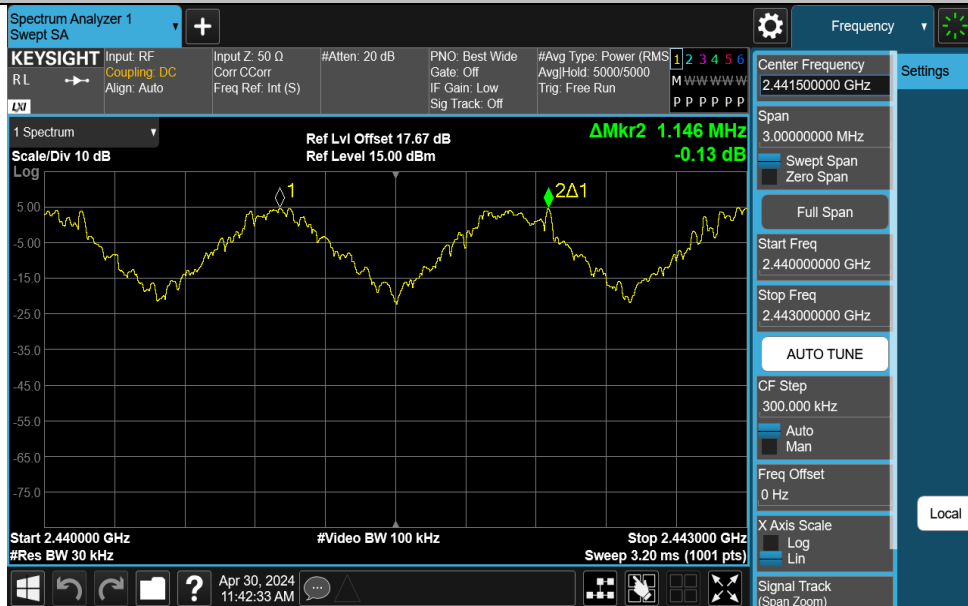 Spectrum Analyzer 1
Swept SA
+
Frequency
KEYSIGHT
RL
LXI
Input: RF
Coupling: DC
Align: Auto
Input Z: 50 Ω
Corr CCorr
Freq Ref: Int (S)
#Atten: 20 dB
PNO: Best Wide
Gate: Off
IF Gain: Low
Sig Track: Off
#Avg Type: Power (RMS
Avg|Hold: 5000/5000
Trig: Free Run
1 2 3 4 5 6
M W W W W W
P P P P P P
1 Spectrum
Scale/Div 10 dB
Log
Ref Lvl Offset 17.67 dB
Ref Level 15.00 dBm
ΔMkr2 1.146 MHz
-0.13 dB
1
2Δ1
5.00
-5.00
-15.0
-25.0
-35.0
-45.0
-55.0
-65.0
-75.0
Start 2.440000 GHz
#Res BW 30 kHz
#Video BW 100 kHz
Stop 2.443000 GHz
Sweep 3.20 ms (1001 pts)
?
Apr 30, 2024
11:42:33 AM
Center Frequency
2.441500000 GHz
Span
3.00000000 MHz
Swept Span
Zero Span
Full Span
Start Freq
2.440000000 GHz
Stop Freq
2.443000000 GHz
AUTO TUNE
CF Step
300.000 kHz
Auto
Man
Freq Offset
0 Hz
X Axis Scale
Log
Lin
Signal Track
(Span Zoom)
Settings
Local